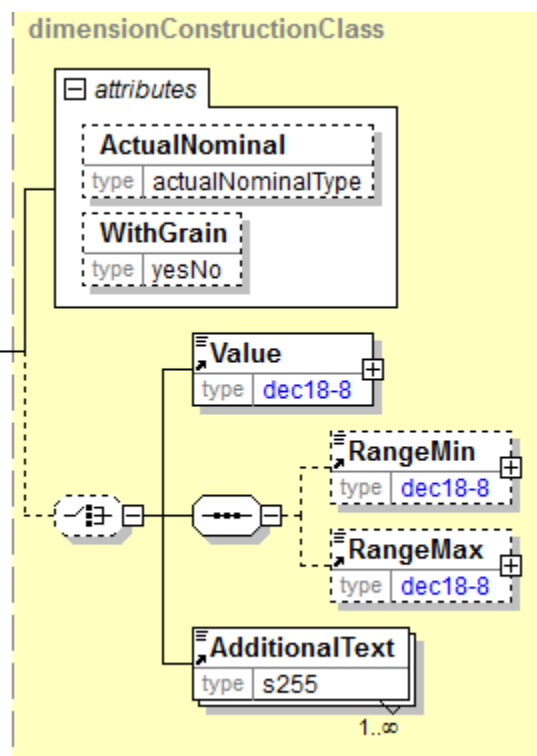 dimensionConstructionClass
attributes
ActualNominal
type actualNominalType
WithGrain
type yesNo
Value
type dec18-8
RangeMin
type dec18-8
RangeMax
type dec18-8
AdditionalText
type s255
1..∞